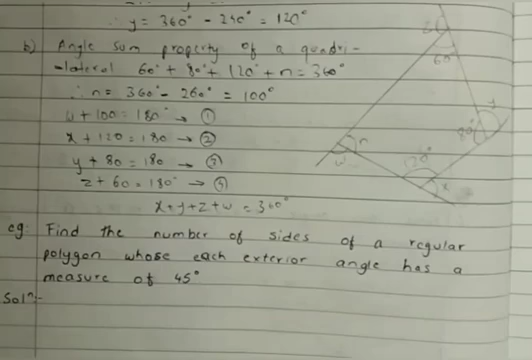 ∴ y = 360° - 240° = 120°
b) Angle sum property of a quadri-
-lateral 60° + 80° + 120° + n = 360°
∴ n = 360° - 260° = 100°
w + 100 = 180° → ①
x + 120 = 180 → ②
y + 80 = 180 → ③
z + 60 = 180° → ④
x + y + z + w = 360°
z
60°
y
80°
n
w
120°
x
eg: Find the number of sides of a regular
polygon whose each exterior angle has a
measure of 45°
Solⁿ:-